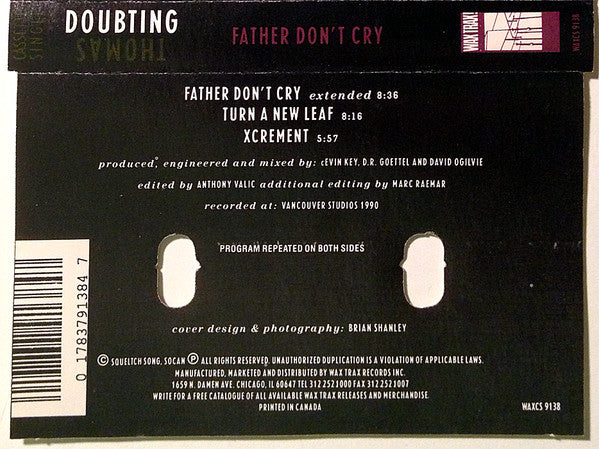 CASSETTE
SINGLE
DOUBTING
THOMAS
FATHER DON'T CRY
WAX TRAX!
WAXCS 9138
FATHER DON'T CRY extended 8:36
TURN A NEW LEAF 8:16
XCREMENT 5:57
produced, engineered and mixed by: cEVIN KEY, D.R. GOETTEL AND DAVID OGILVIE
edited by ANTHONY VALIC additional editing by MARC RAEMAR
recorded at: VANCOUVER STUDIOS 1990
PROGRAM REPEATED ON BOTH SIDES
0 1783791384 7
cover design & photography: BRIAN SHANLEY
© SQUELTCH SONG, SOCAN ℗ ALL RIGHTS RESERVED. UNAUTHORIZED DUPLICATION IS A VIOLATION OF APPLICABLE LAWS.
MANUFACTURED, MARKETED AND DISTRIBUTED BY WAX TRAX RECORDS INC.
1659 N. DAMEN AVE. CHICAGO, IL 60647 TEL 312 252 1000 FAX 312 252 1007
WRITE FOR A FREE CATALOGUE OF ALL AVAILABLE WAX TRAX RELEASES AND MERCHANDISE.
PRINTED IN CANADA
WAXCS 9138